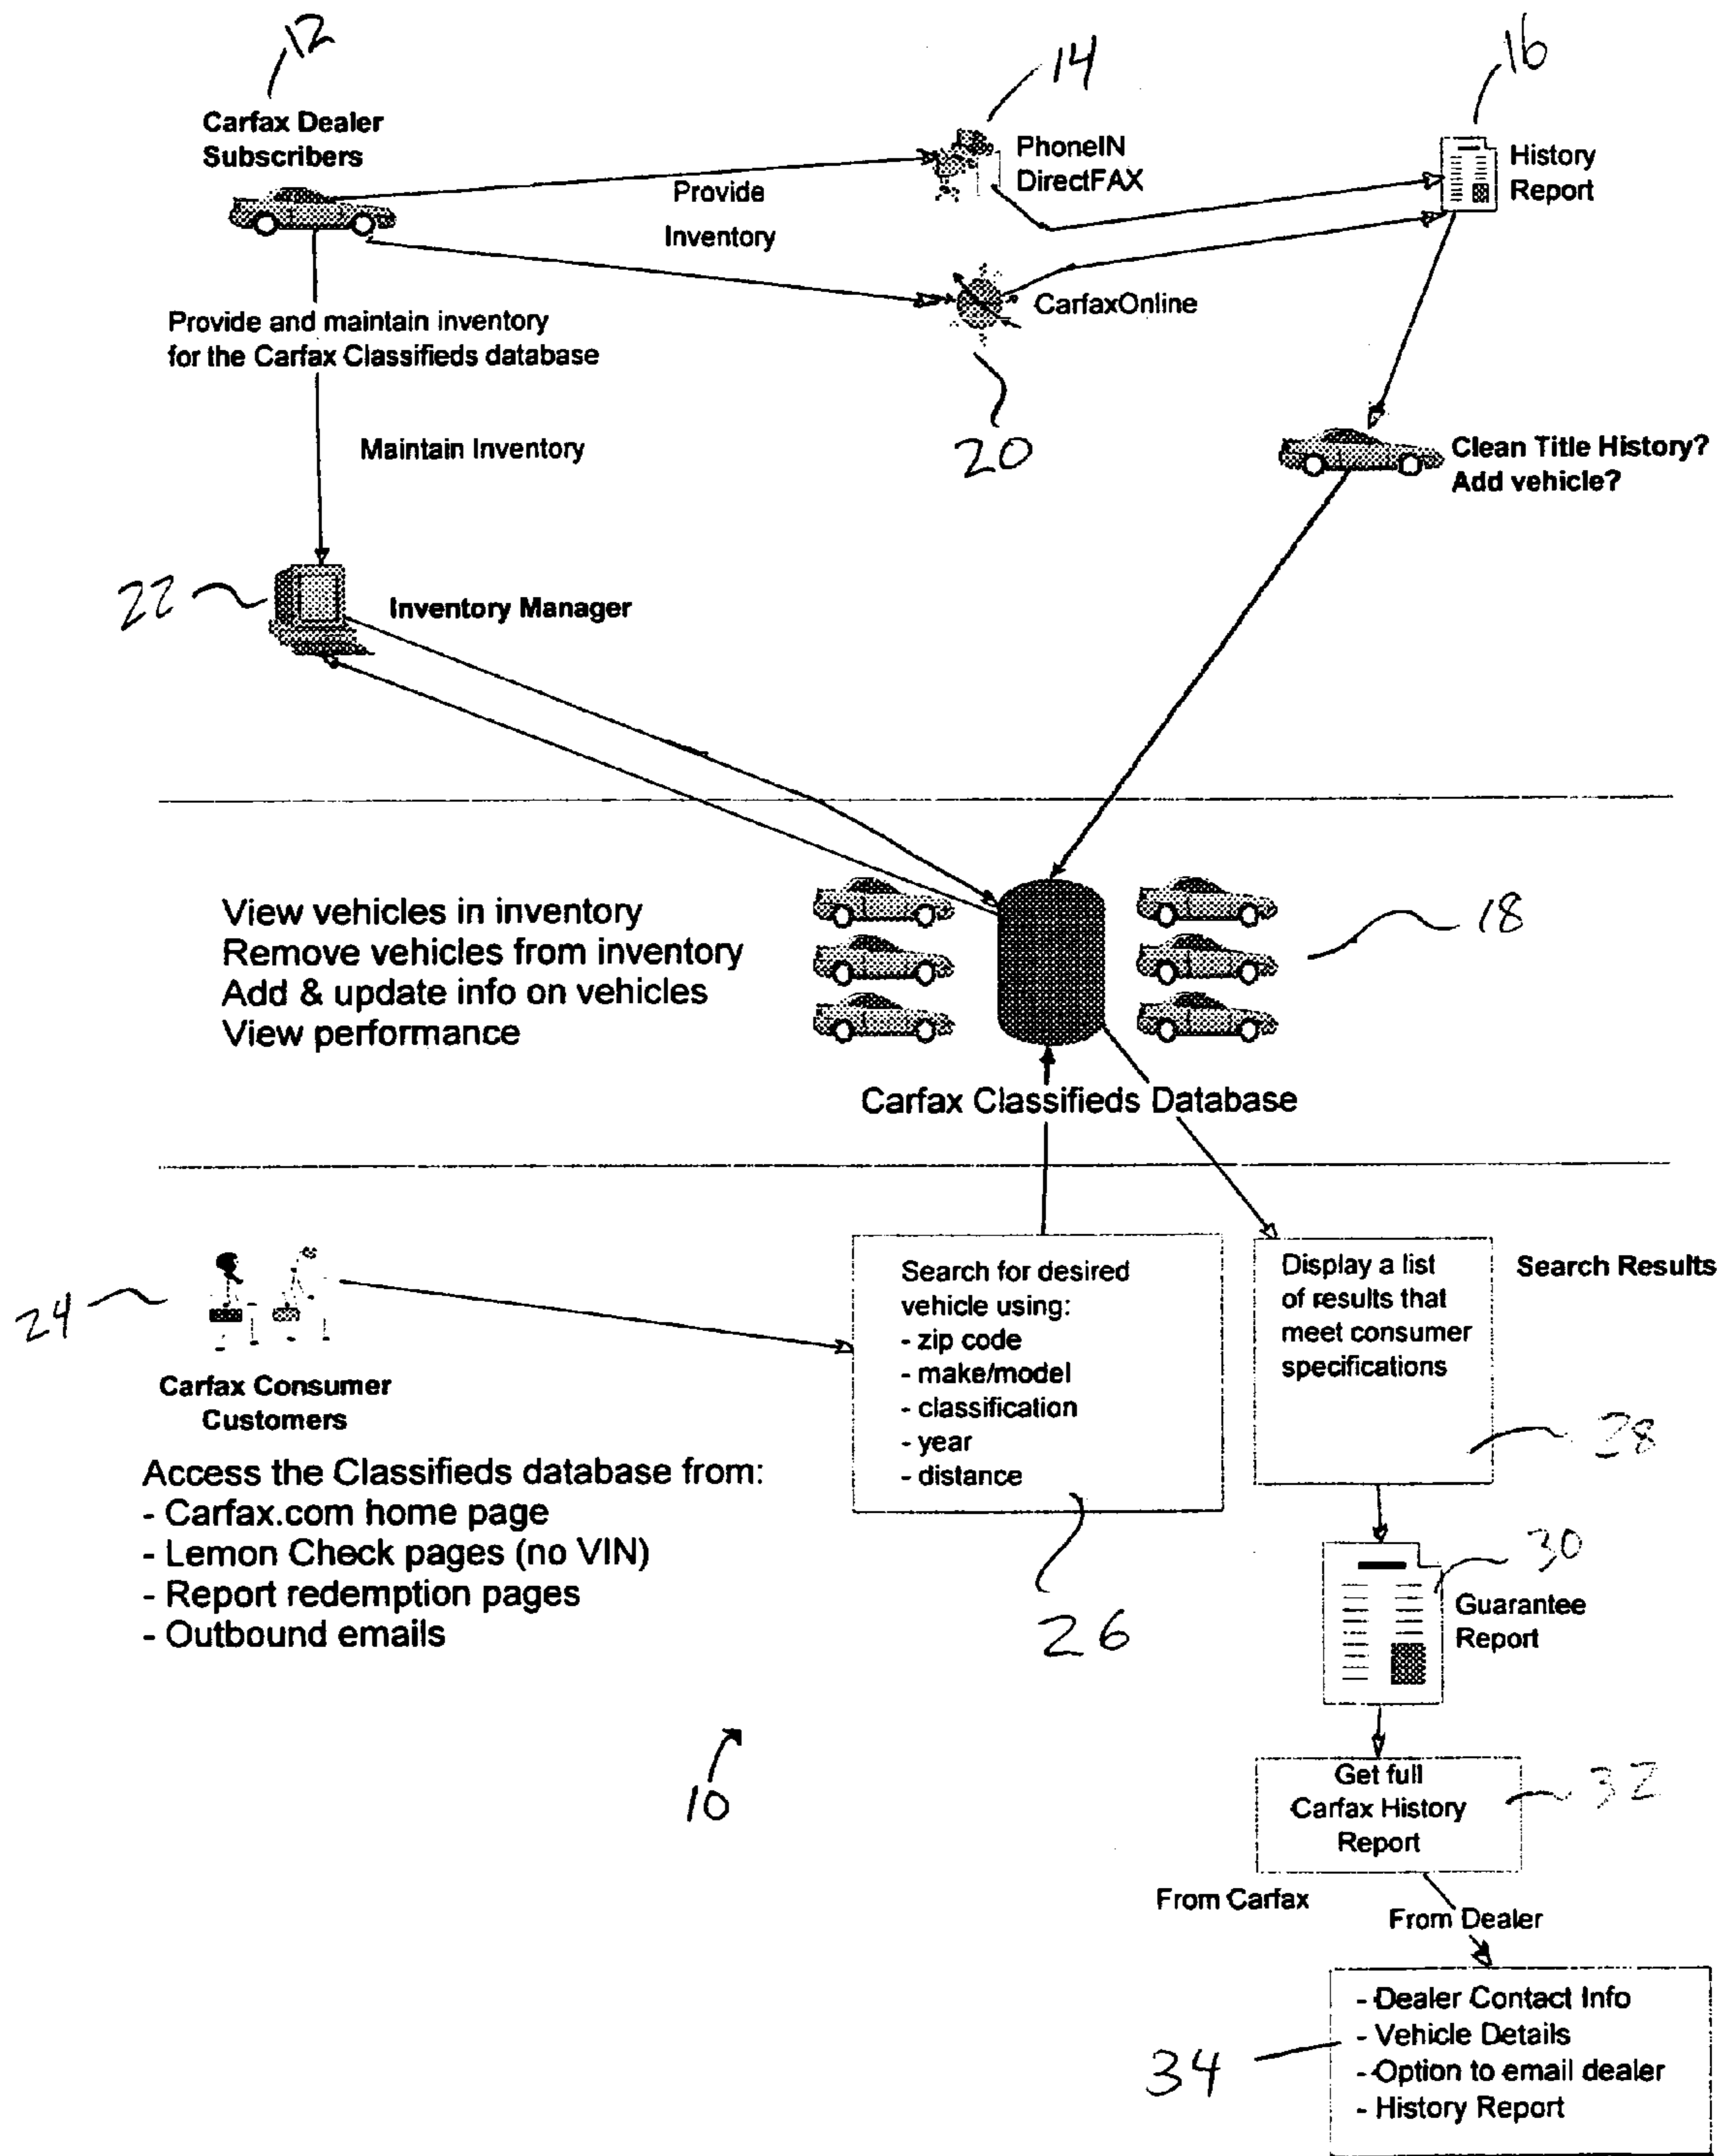 12
14
16
Carfax Dealer
Subscribers
PhoneIN
DirectFAX
History
Report
Provide
Inventory
CarfaxOnline
Provide and maintain inventory
for the Carfax Classifieds database
20
Maintain Inventory
Clean Title History?
Add vehicle?
22
Inventory Manager
View vehicles in inventory
Remove vehicles from inventory
Add & update info on vehicles
View performance
18
Carfax Classifieds Database
24
Carfax Consumer
Customers
Access the Classifieds database from:
- Carfax.com home page
- Lemon Check pages (no VIN)
- Report redemption pages
- Outbound emails
Search for desired
vehicle using:
- zip code
- make/model
- classification
- year
- distance
26
Display a list
of results that
meet consumer
specifications
Search Results
28
30
Guarantee
Report
10
Get full
Carfax History
Report
32
From Carfax
From Dealer
- Dealer Contact Info
- Vehicle Details
- Option to email dealer
- History Report
34